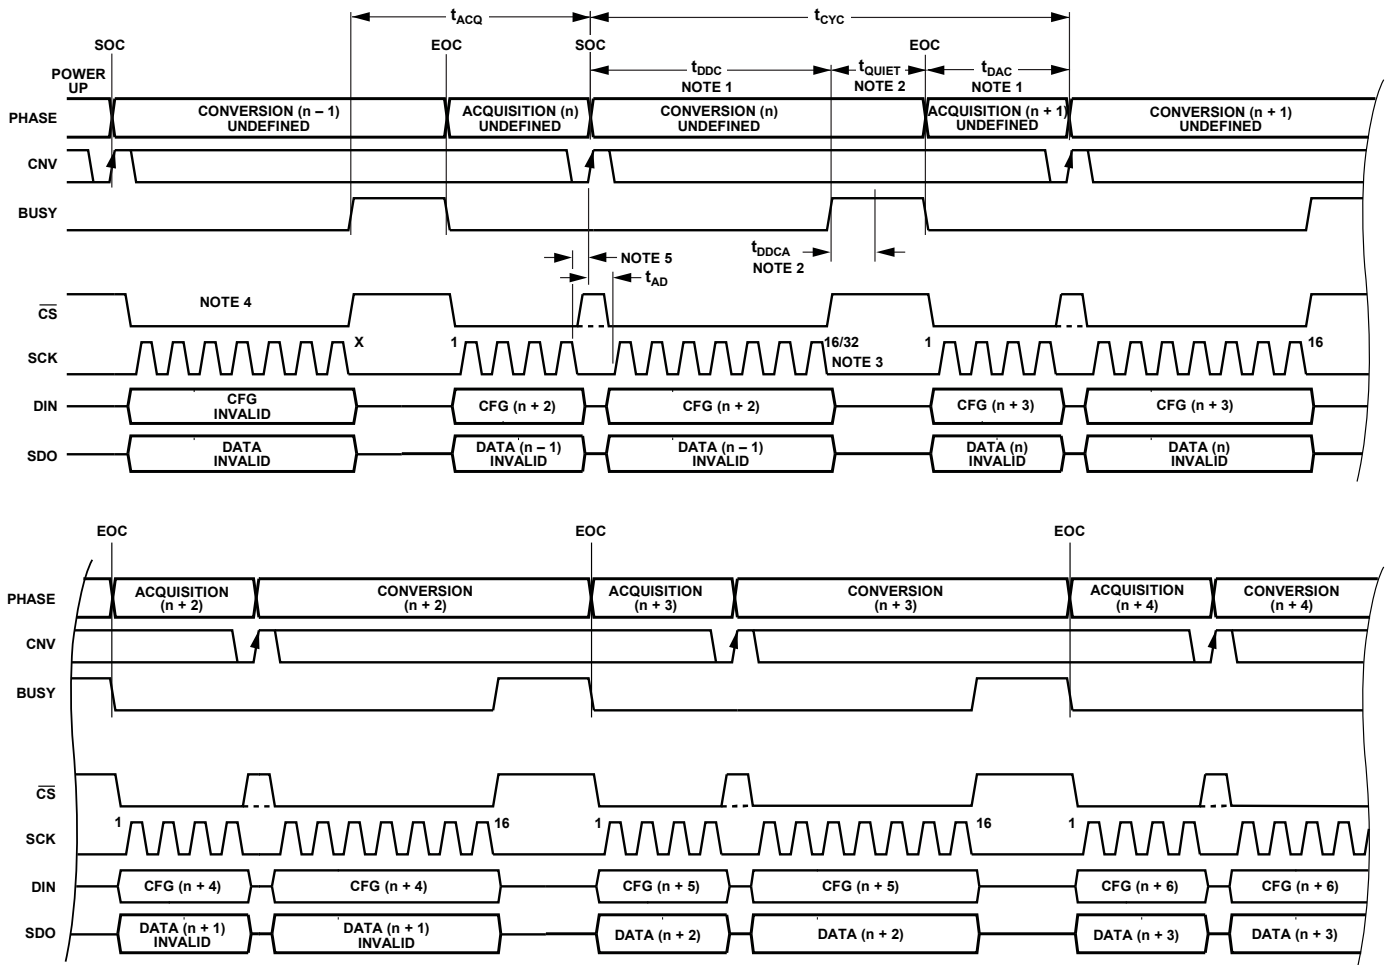 tACQ
tCYC
SOC
EOC
SOC
EOC
POWER
UP
tDDC
NOTE 1
tQUIET
NOTE 2
tDAC
NOTE 1
PHASE
CONVERSION (n – 1)
UNDEFINED
ACQUISITION (n)
UNDEFINED
CONVERSION (n)
UNDEFINED
ACQUISITION (n + 1)
UNDEFINED
CONVERSION (n + 1)
UNDEFINED
CNV
BUSY
NOTE 5
tAD
tDDCA
NOTE 2
CS
NOTE 4
SCK
X
1
16/32
NOTE 3
1
16
DIN
CFG
INVALID
CFG (n + 2)
CFG (n + 2)
CFG (n + 3)
CFG (n + 3)
SDO
DATA
INVALID
DATA (n – 1)
INVALID
DATA (n – 1)
INVALID
DATA (n)
INVALID
DATA (n)
INVALID
EOC
EOC
EOC
PHASE
ACQUISITION
(n + 2)
CONVERSION
(n + 2)
ACQUISITION
(n + 3)
CONVERSION
(n + 3)
ACQUISITION
(n + 4)
CONVERSION
(n + 4)
CNV
BUSY
CS
SCK
1
16
1
16
1
DIN
CFG (n + 4)
CFG (n + 4)
CFG (n + 5)
CFG (n + 5)
CFG (n + 6)
CFG (n + 6)
SDO
DATA (n + 1)
INVALID
DATA (n + 1)
INVALID
DATA (n + 2)
DATA (n + 2)
DATA (n + 3)
DATA (n + 3)